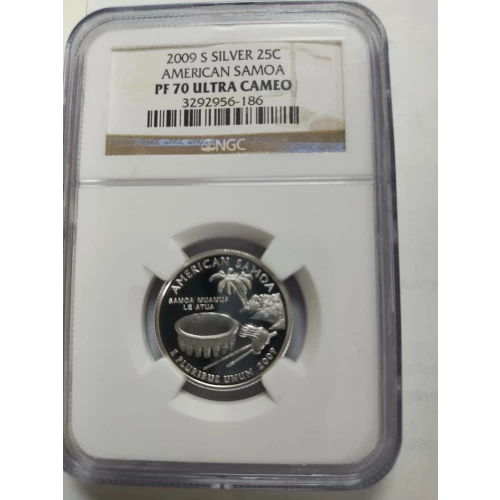 2009 S SILVER 25C
AMERICAN SAMOA
PF 70 ULTRA CAMEO
3292956-186
NGC
AMERICAN SAMOA
SAMOA MUAMUA
LE ATUA
E PLURIBUS UNUM 2009